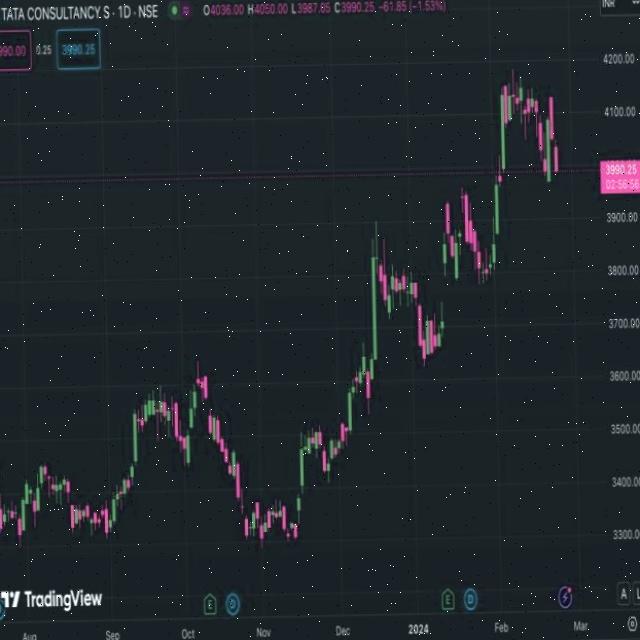 TATA CONSULTANCY.S · 1D · NSE
O4036.00 H4050.00 L3987.65 C3990.25 -61.85 (-1.53%)
INR
990.00 0.25 3990.25
4200.00
4100.00
3990.25
02:56:56
3900.00
3800.00
3700.00
3600.00
3500.00
3400.00
3300.00
TradingView
E D E D
A L
Aug Sep Oct Nov Dec 2024 Feb Mar